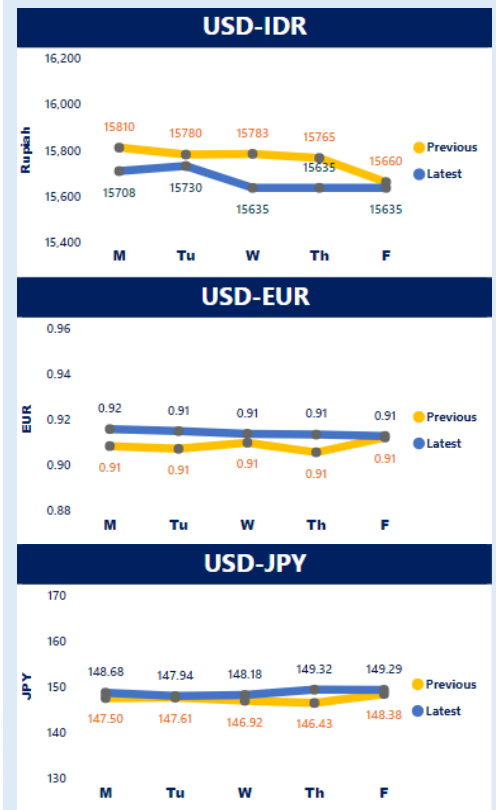 USD-IDR
16,200
16,000
15,800
15,600
15,400
Rupiah
15810 15780 15783 15765 15660
15708 15730 15635 15635 15635
M Tu W Th F
Previous
Latest
USD-EUR
0.96
0.94
0.92
0.90
0.88
EUR
0.92 0.91 0.91 0.91 0.91
0.91 0.91 0.91 0.91 0.91
M Tu W Th F
Previous
Latest
USD-JPY
170
160
150
140
130
JPY
148.68 147.94 148.18 149.32 149.29
147.50 147.61 146.92 146.43 148.38
M Tu W Th F
Previous
Latest